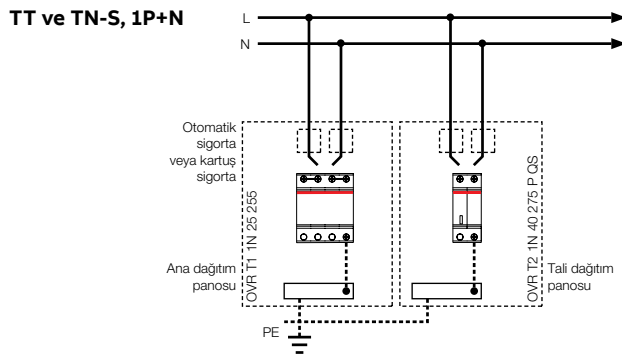 TT ve TN-S, 1P+N
L
N
Otomatik
sigorta
veya kartuş
sigorta
OVR T1 1N 25 255
OVR T2 1N 40 275 P QS
Ana dağıtım
panosu
Tali dağıtım
panosu
PE